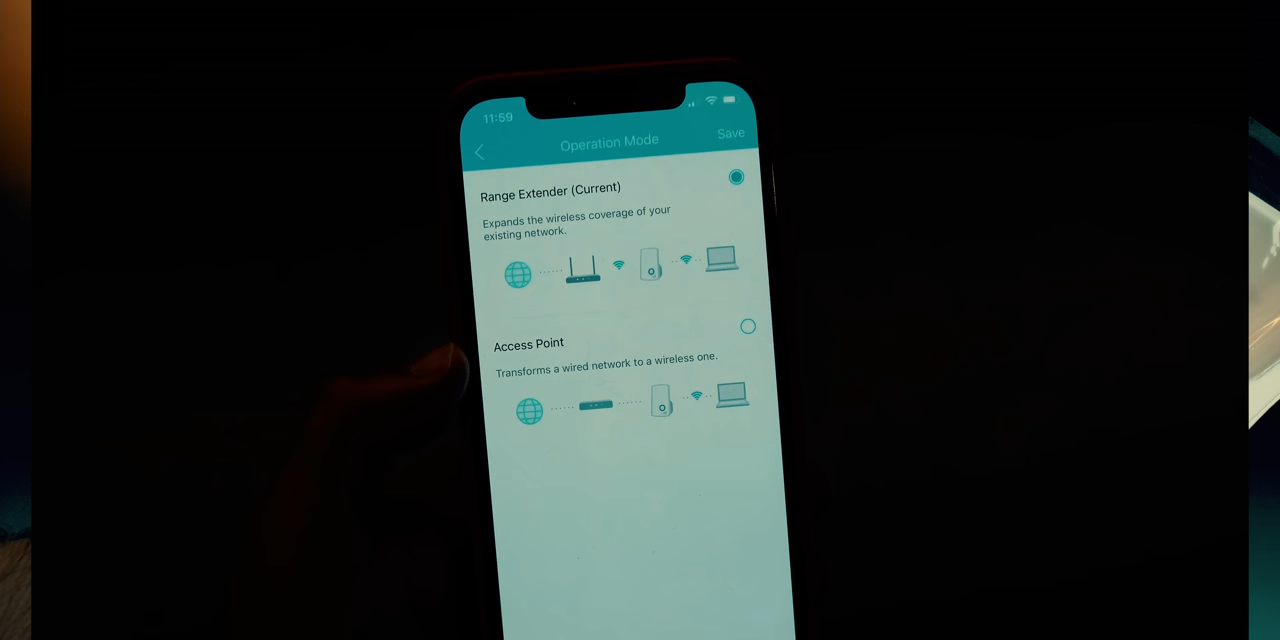 11:59
Operation Mode
Save
Range Extender (Current)
Expands the wireless coverage of your
existing network.
Access Point
Transforms a wired network to a wireless one.